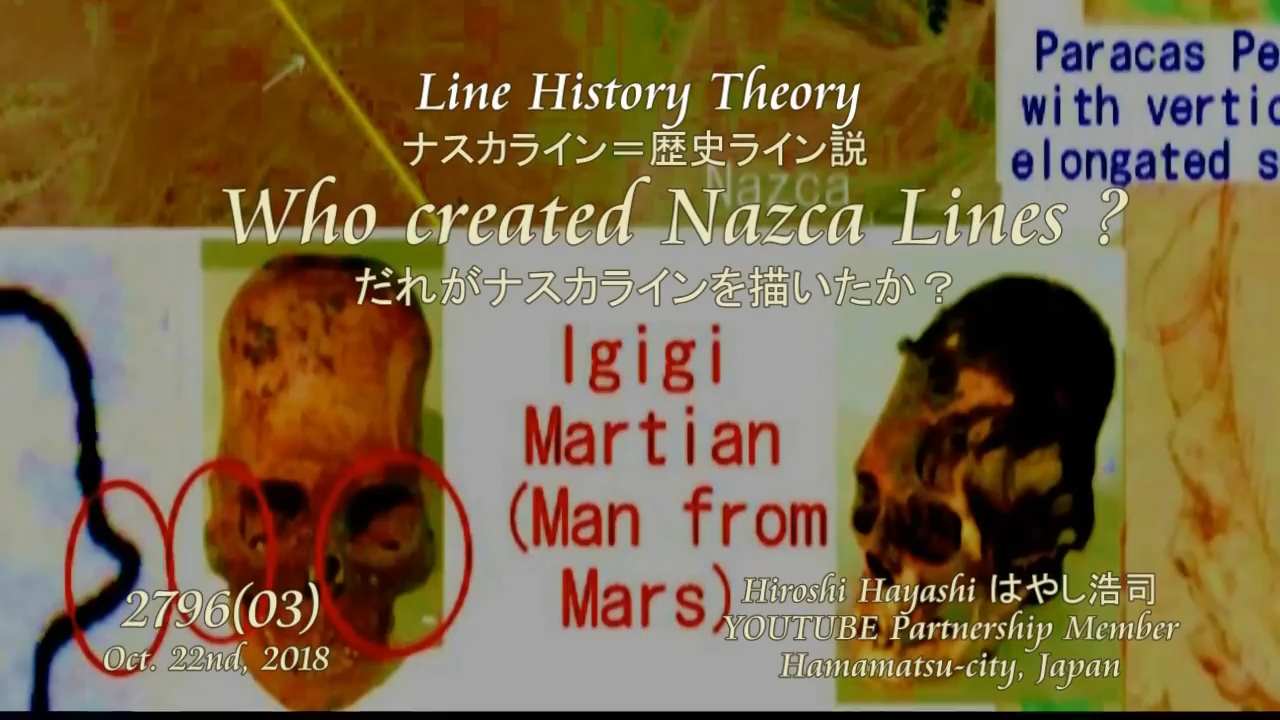 Paracas Pe
with vertic
elongated s
Line History Theory
ナスカライン＝歴史ライン説
Nazca
Who created Nazca Lines ?
だれがナスカラインを描いたか？
Igigi
Martian
(Man from
Mars)
2796(03)
Oct. 22nd, 2018
Hiroshi Hayashi はやし浩司
YOUTUBE Partnership Member
Hamamatsu-city, Japan